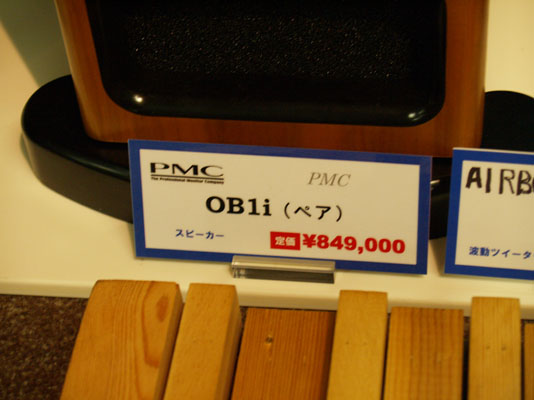 PMC
The Professional Monitor Company
PMC
OB1i (ペア)
スピーカー
定価 ¥849,000
AIRB
波動ツイータ